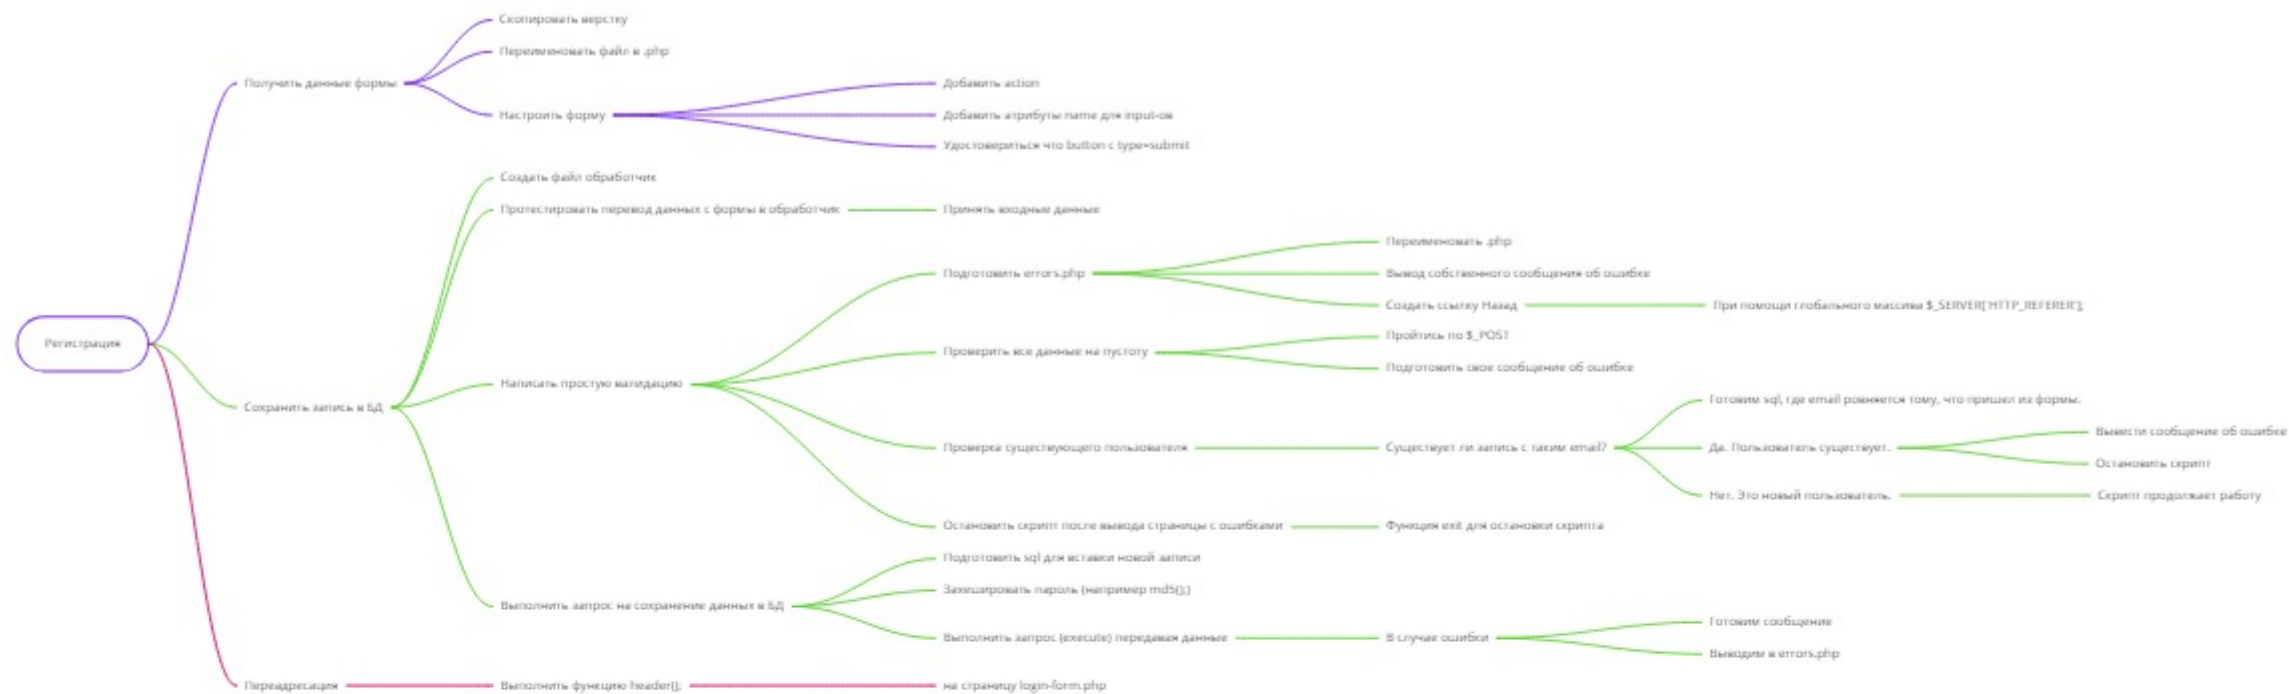 Скопировать верстку
Переименовать файл в .php
Получить данные формы
Добавить action
Настроить форму
Добавить атрибуты name для input-ов
Удостовериться что button с type=submit
Создать файл обработчик
Протестировать перевод данных с формы в обработчик
Принять входные данные
Переименовать .php
Подготовить errors.php
Вывод собственного сообщения об ошибке
Создать ссылку Назад
При помощи глобального массива $_SERVER['HTTP_REFERER'];
Регистрация
Пройтись по $_POST
Проверить все данные на пустоту
Подготовить свое сообщение об ошибке
Написать простую валидацию
Сохранить запись в БД
Готовим sql, где email ровняется тому, что пришел из формы.
Вывести сообщение об ошибке
Проверка существующего пользователя
Существует ли запись с таким email?
Да. Пользователь существует.
Остановить скрипт
Нет. Это новый пользователь.
Скрипт продолжает работу
Остановить скрипт после вывода страницы с ошибками
Функция exit для остановки скрипта
Подготовить sql для вставки новой записи
Захешировать пароль (например md5();)
Выполнить запрос на сохранение данных в БД
Готовим сообщение
Выполнить запрос (execute) передавая данные
В случае ошибки
Выводим в errors.php
Переадресация
Выполнить функцию header();
на страницу login-form.php